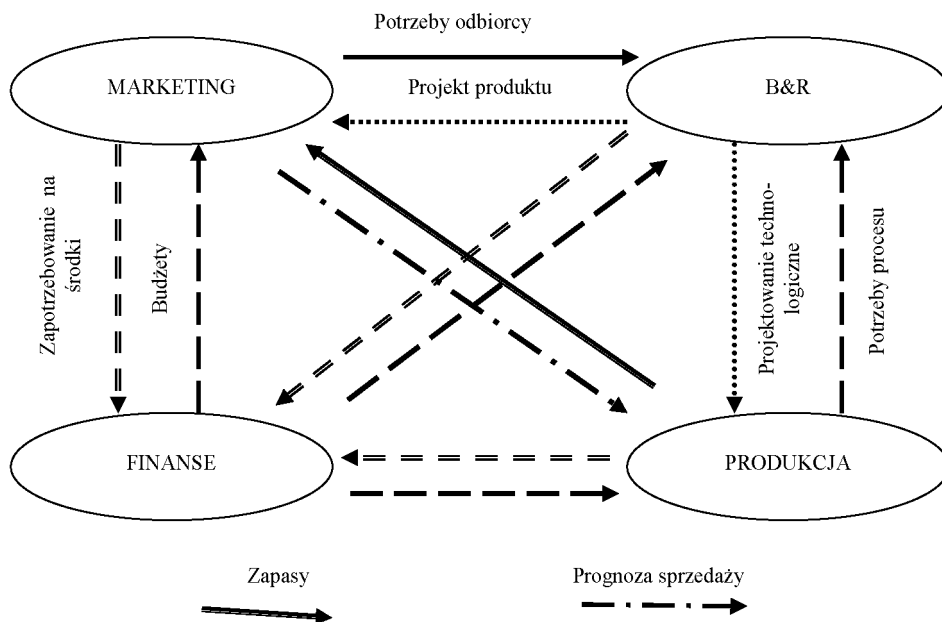 Potrzeby odbiorcy
MARKETING
B&R
Projekt produktu
Zapotrzebowanie na
środki
Budżety
Projektowanie techno-
logiczne
Potrzeby procesu
FINANSE
PRODUKCJA
Zapasy
Prognoza sprzedaży